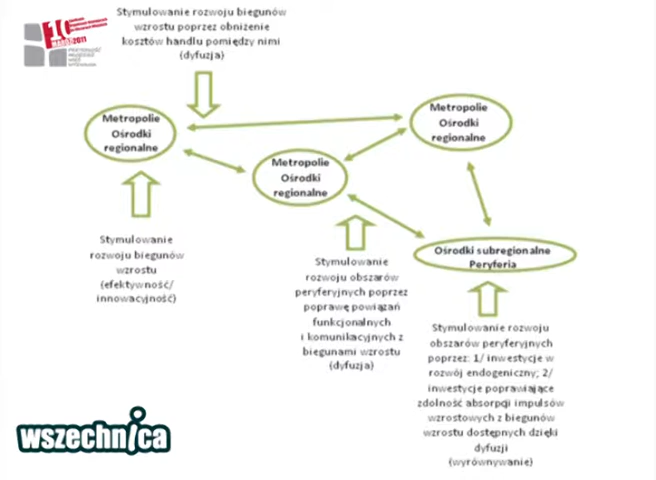 Stymulowanie rozwoju biegunów
wzrostu poprzez obniżenie
kosztów handlu pomiędzy nimi
(dyfuzja)
10
2011
Metropolie
Ośrodki
regionalne
Metropolie
Ośrodki
regionalne
Metropolie
Ośrodki
regionalne
Ośrodki subregionalne
Peryferia
Stymulowanie
rozwoju biegunów
wzrostu
(efektywność/
innowacyjność)
Stymulowanie
rozwoju obszarów
peryferyjnych poprzez
poprawę powiązań
funkcjonalnych
i komunikacyjnych z
biegunami wzrostu
(dyfuzja)
Stymulowanie rozwoju
obszarów peryferyjnych
poprzez: 1/ inwestycje w
rozwój endogeniczny; 2/
inwestycje poprawiające
zdolność absorpcji impulsów
wzrostowych z biegunów
wzrostu dostępnych dzięki
dyfuzji
(wyrównywanie)
wszechnica